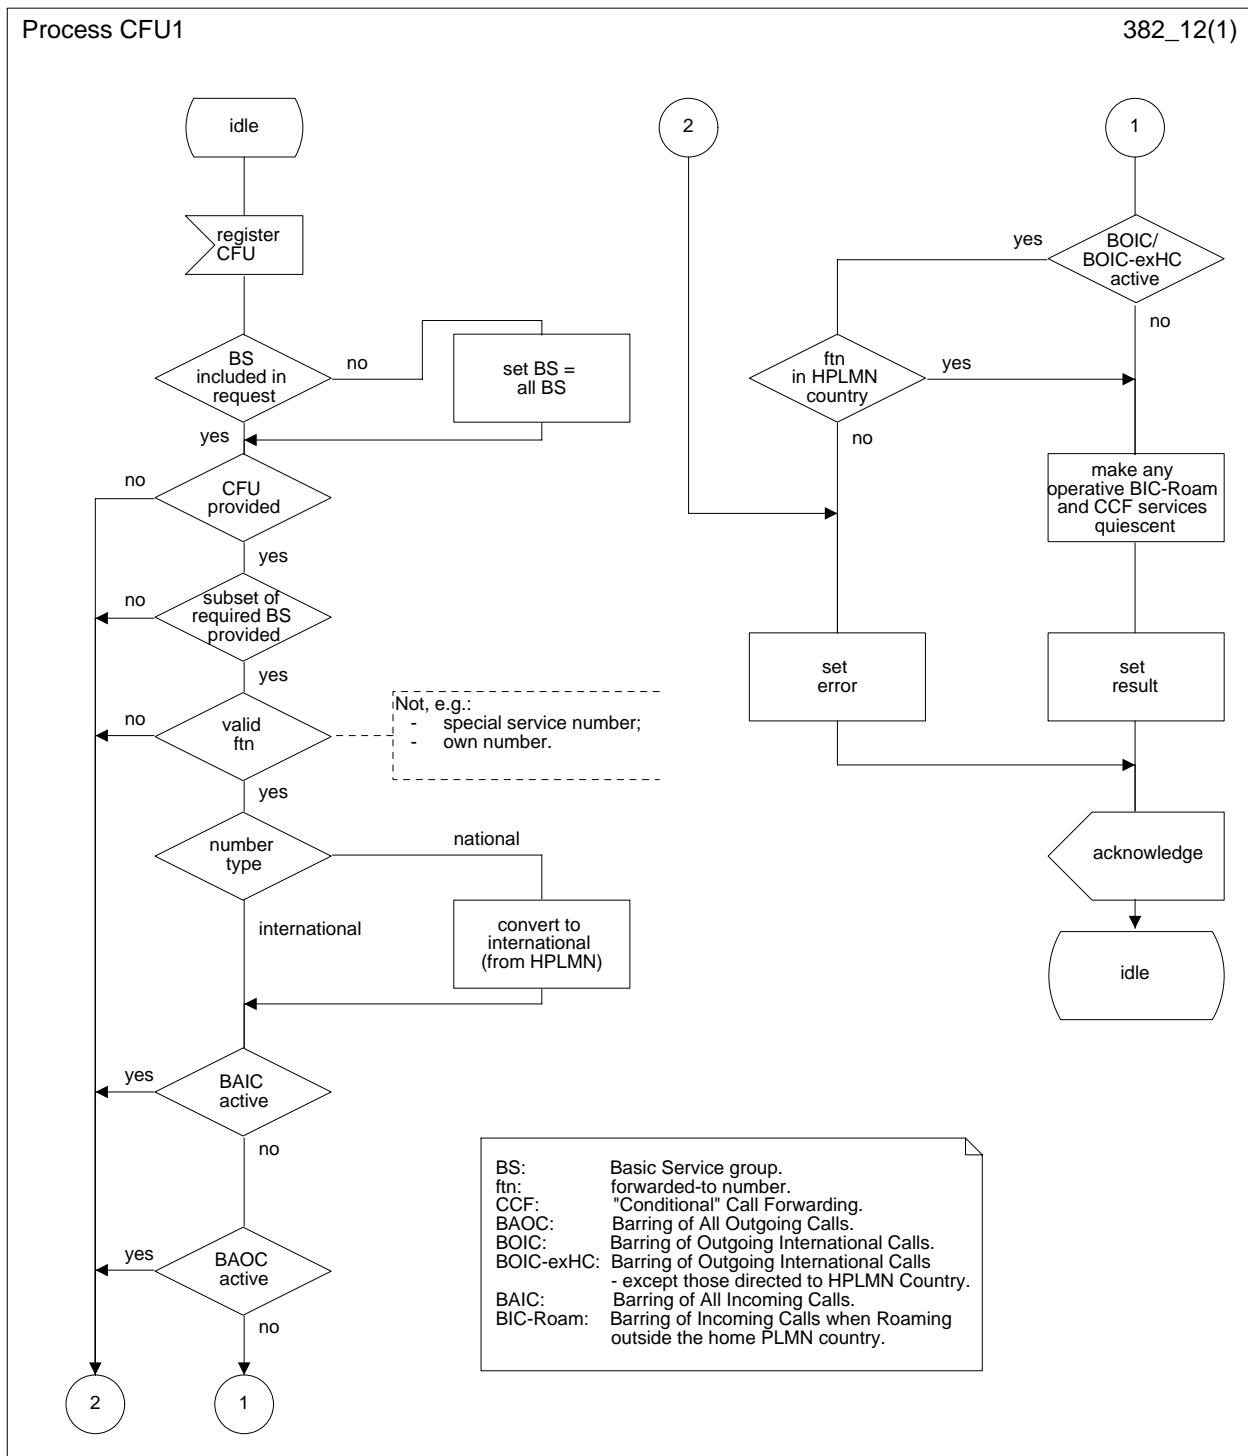 Process CFU1
382_12(1)
idle
register
CFU
BS
included in
request
no
set BS =
all BS
yes
no
CFU
provided
yes
no
subset of
required BS
provided
yes
no
valid
ftn
Not, e.g.:
- special service number;
- own number.
yes
number
type
national
international
convert to
international
(from HPLMN)
yes
BAIC
active
no
yes
BAOC
active
no
2
1
2
1
yes
BOIC/
BOIC-exHC
active
no
ftn
in HPLMN
country
yes
no
make any
operative BIC-Roam
and CCF services
quiescent
set
error
set
result
acknowledge
idle
BS: Basic Service group.
ftn: forwarded-to number.
CCF: "Conditional" Call Forwarding.
BAOC: Barring of All Outgoing Calls.
BOIC: Barring of Outgoing International Calls.
BOIC-exHC: Barring of Outgoing International Calls
- except those directed to HPLMN Country.
BAIC: Barring of All Incoming Calls.
BIC-Roam: Barring of Incoming Calls when Roaming
outside the home PLMN country.